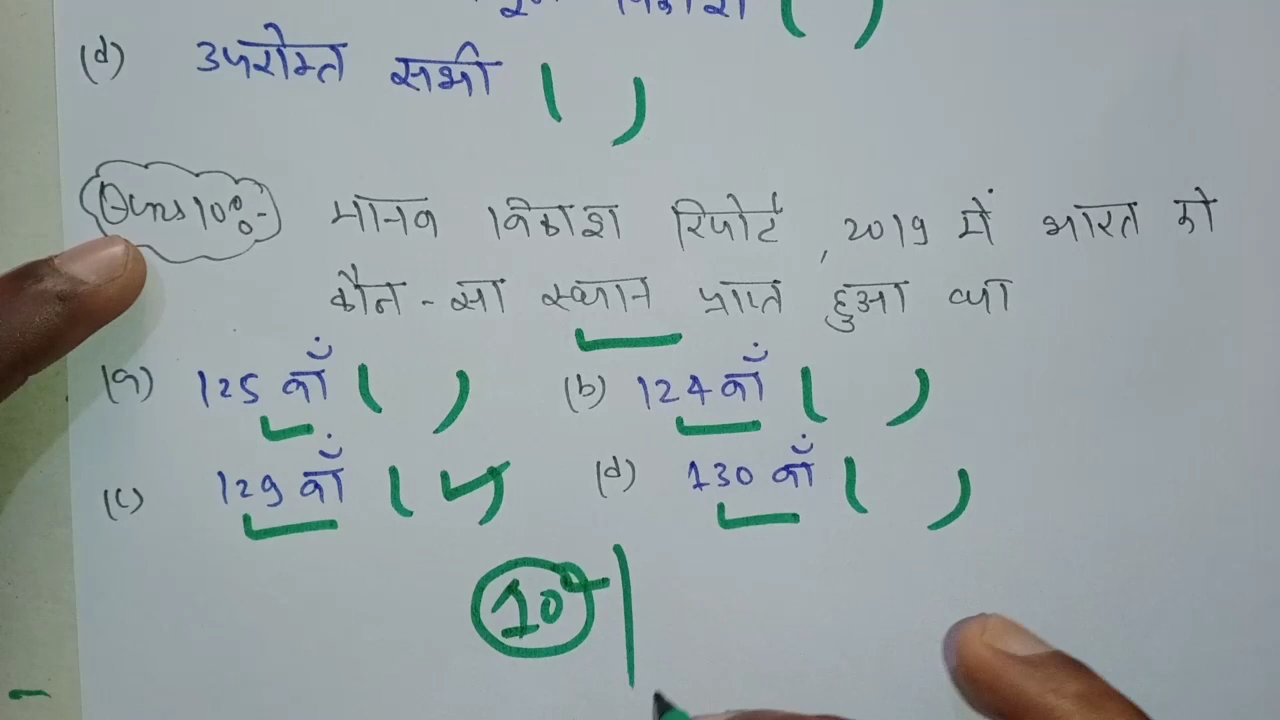 (d) उपरोक्त सभी ( )
Ques10%- मानव विकाश रिपोर्ट, 2019 में भारत को
कौन-सा स्थान प्राप्त हुआ था
(a) 125 वाँ ( ) (b) 124 वाँ ( )
(c) 129 वाँ ( ✓ ) (d) 130 वाँ ( )
10